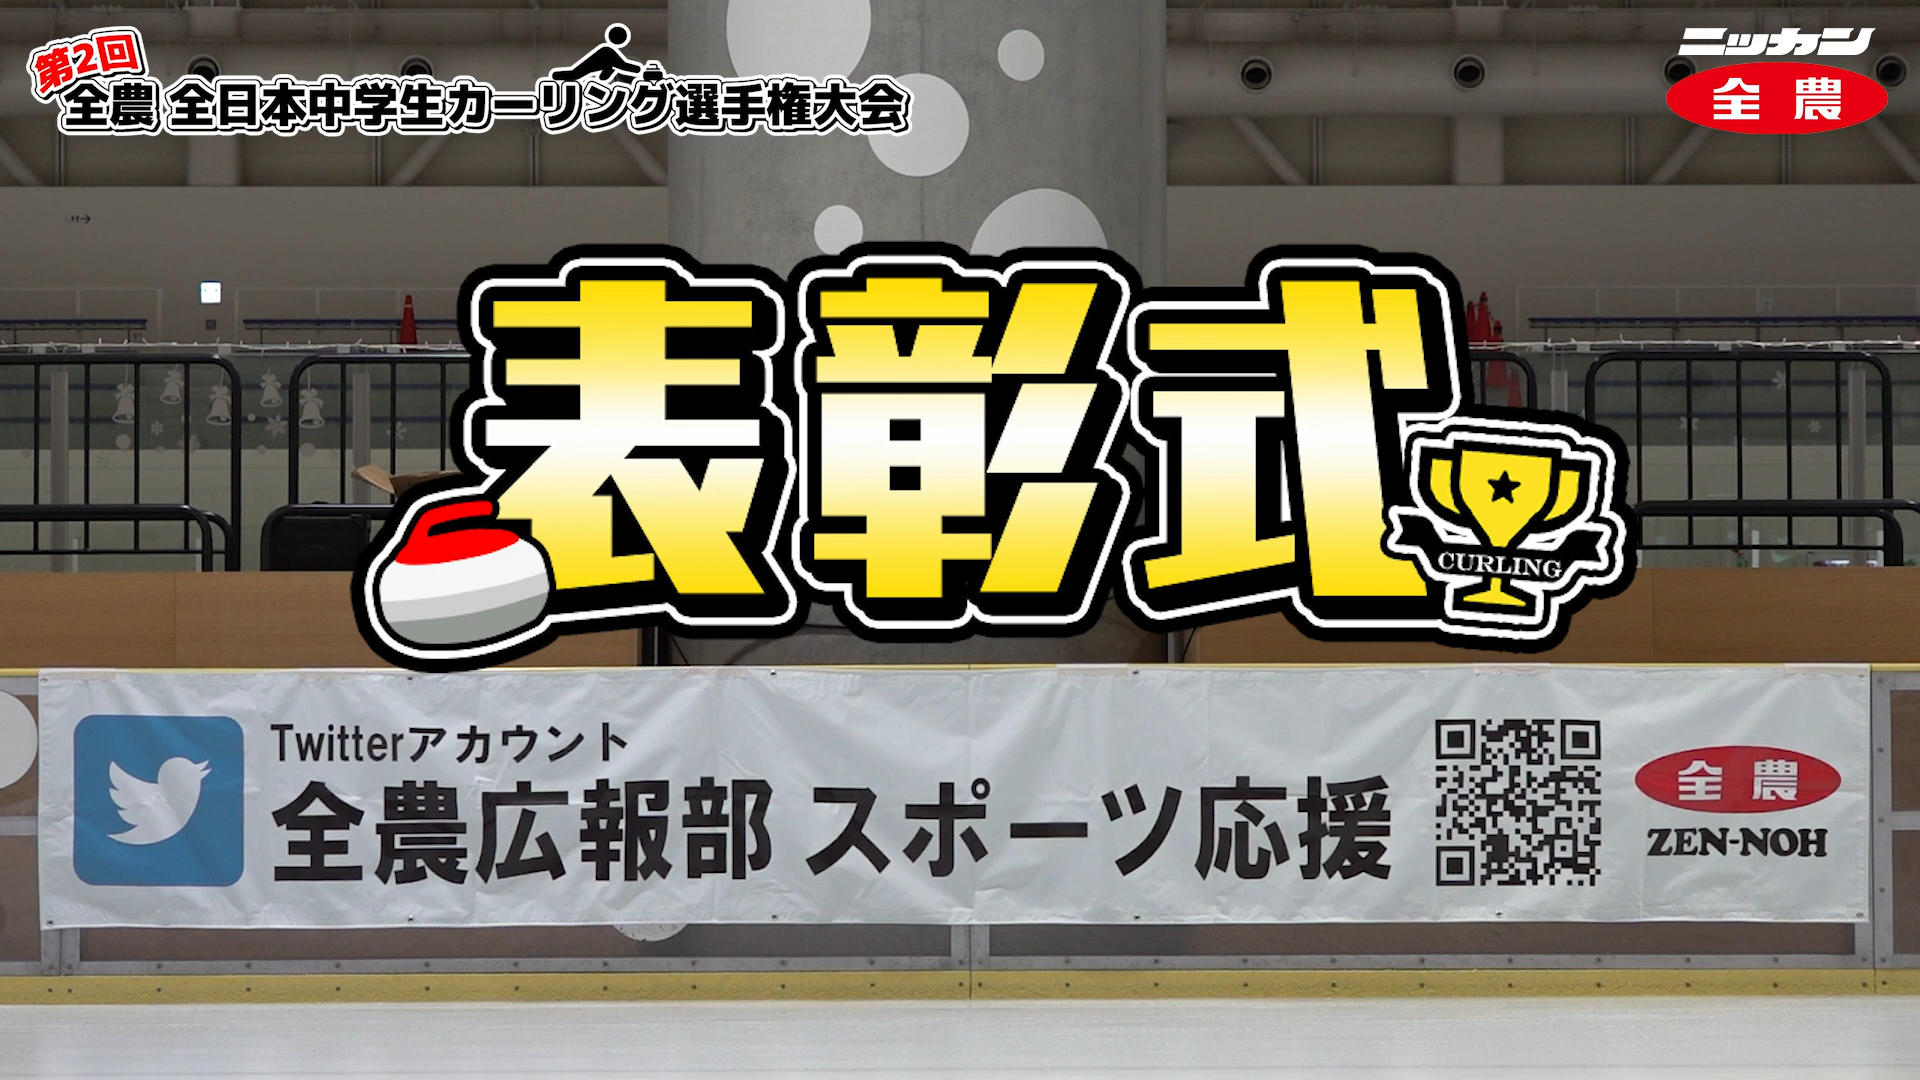 第2回
全農 全日本中学生カーリング選手権大会
ニッカン
全農
表彰式
CURLING
Twitterアカウント
全農広報部 スポーツ応援
全農
ZEN-NOH